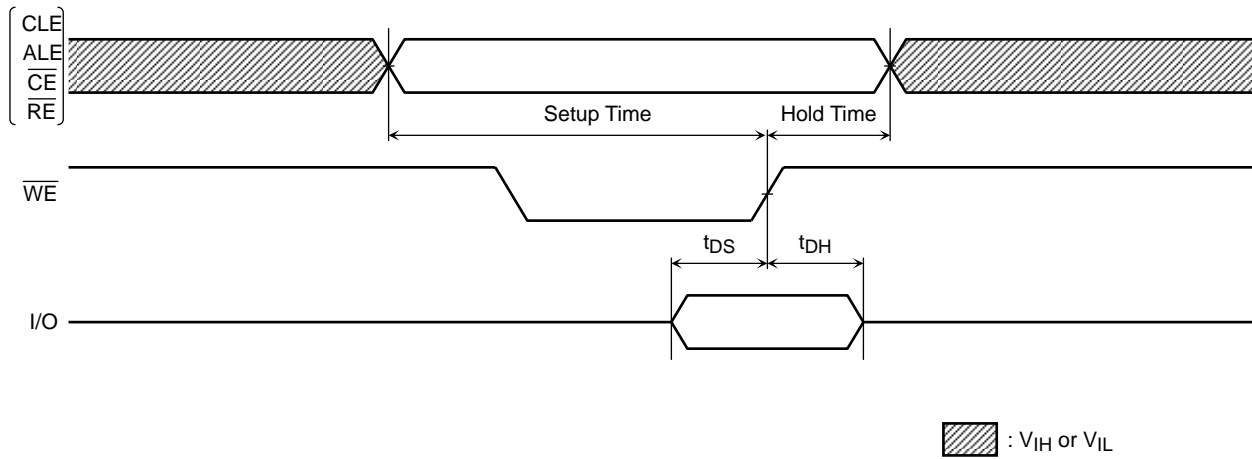 CLE
ALE
CE
RE
Setup Time
Hold Time
WE
tDS
tDH
I/O
: VIH or VIL